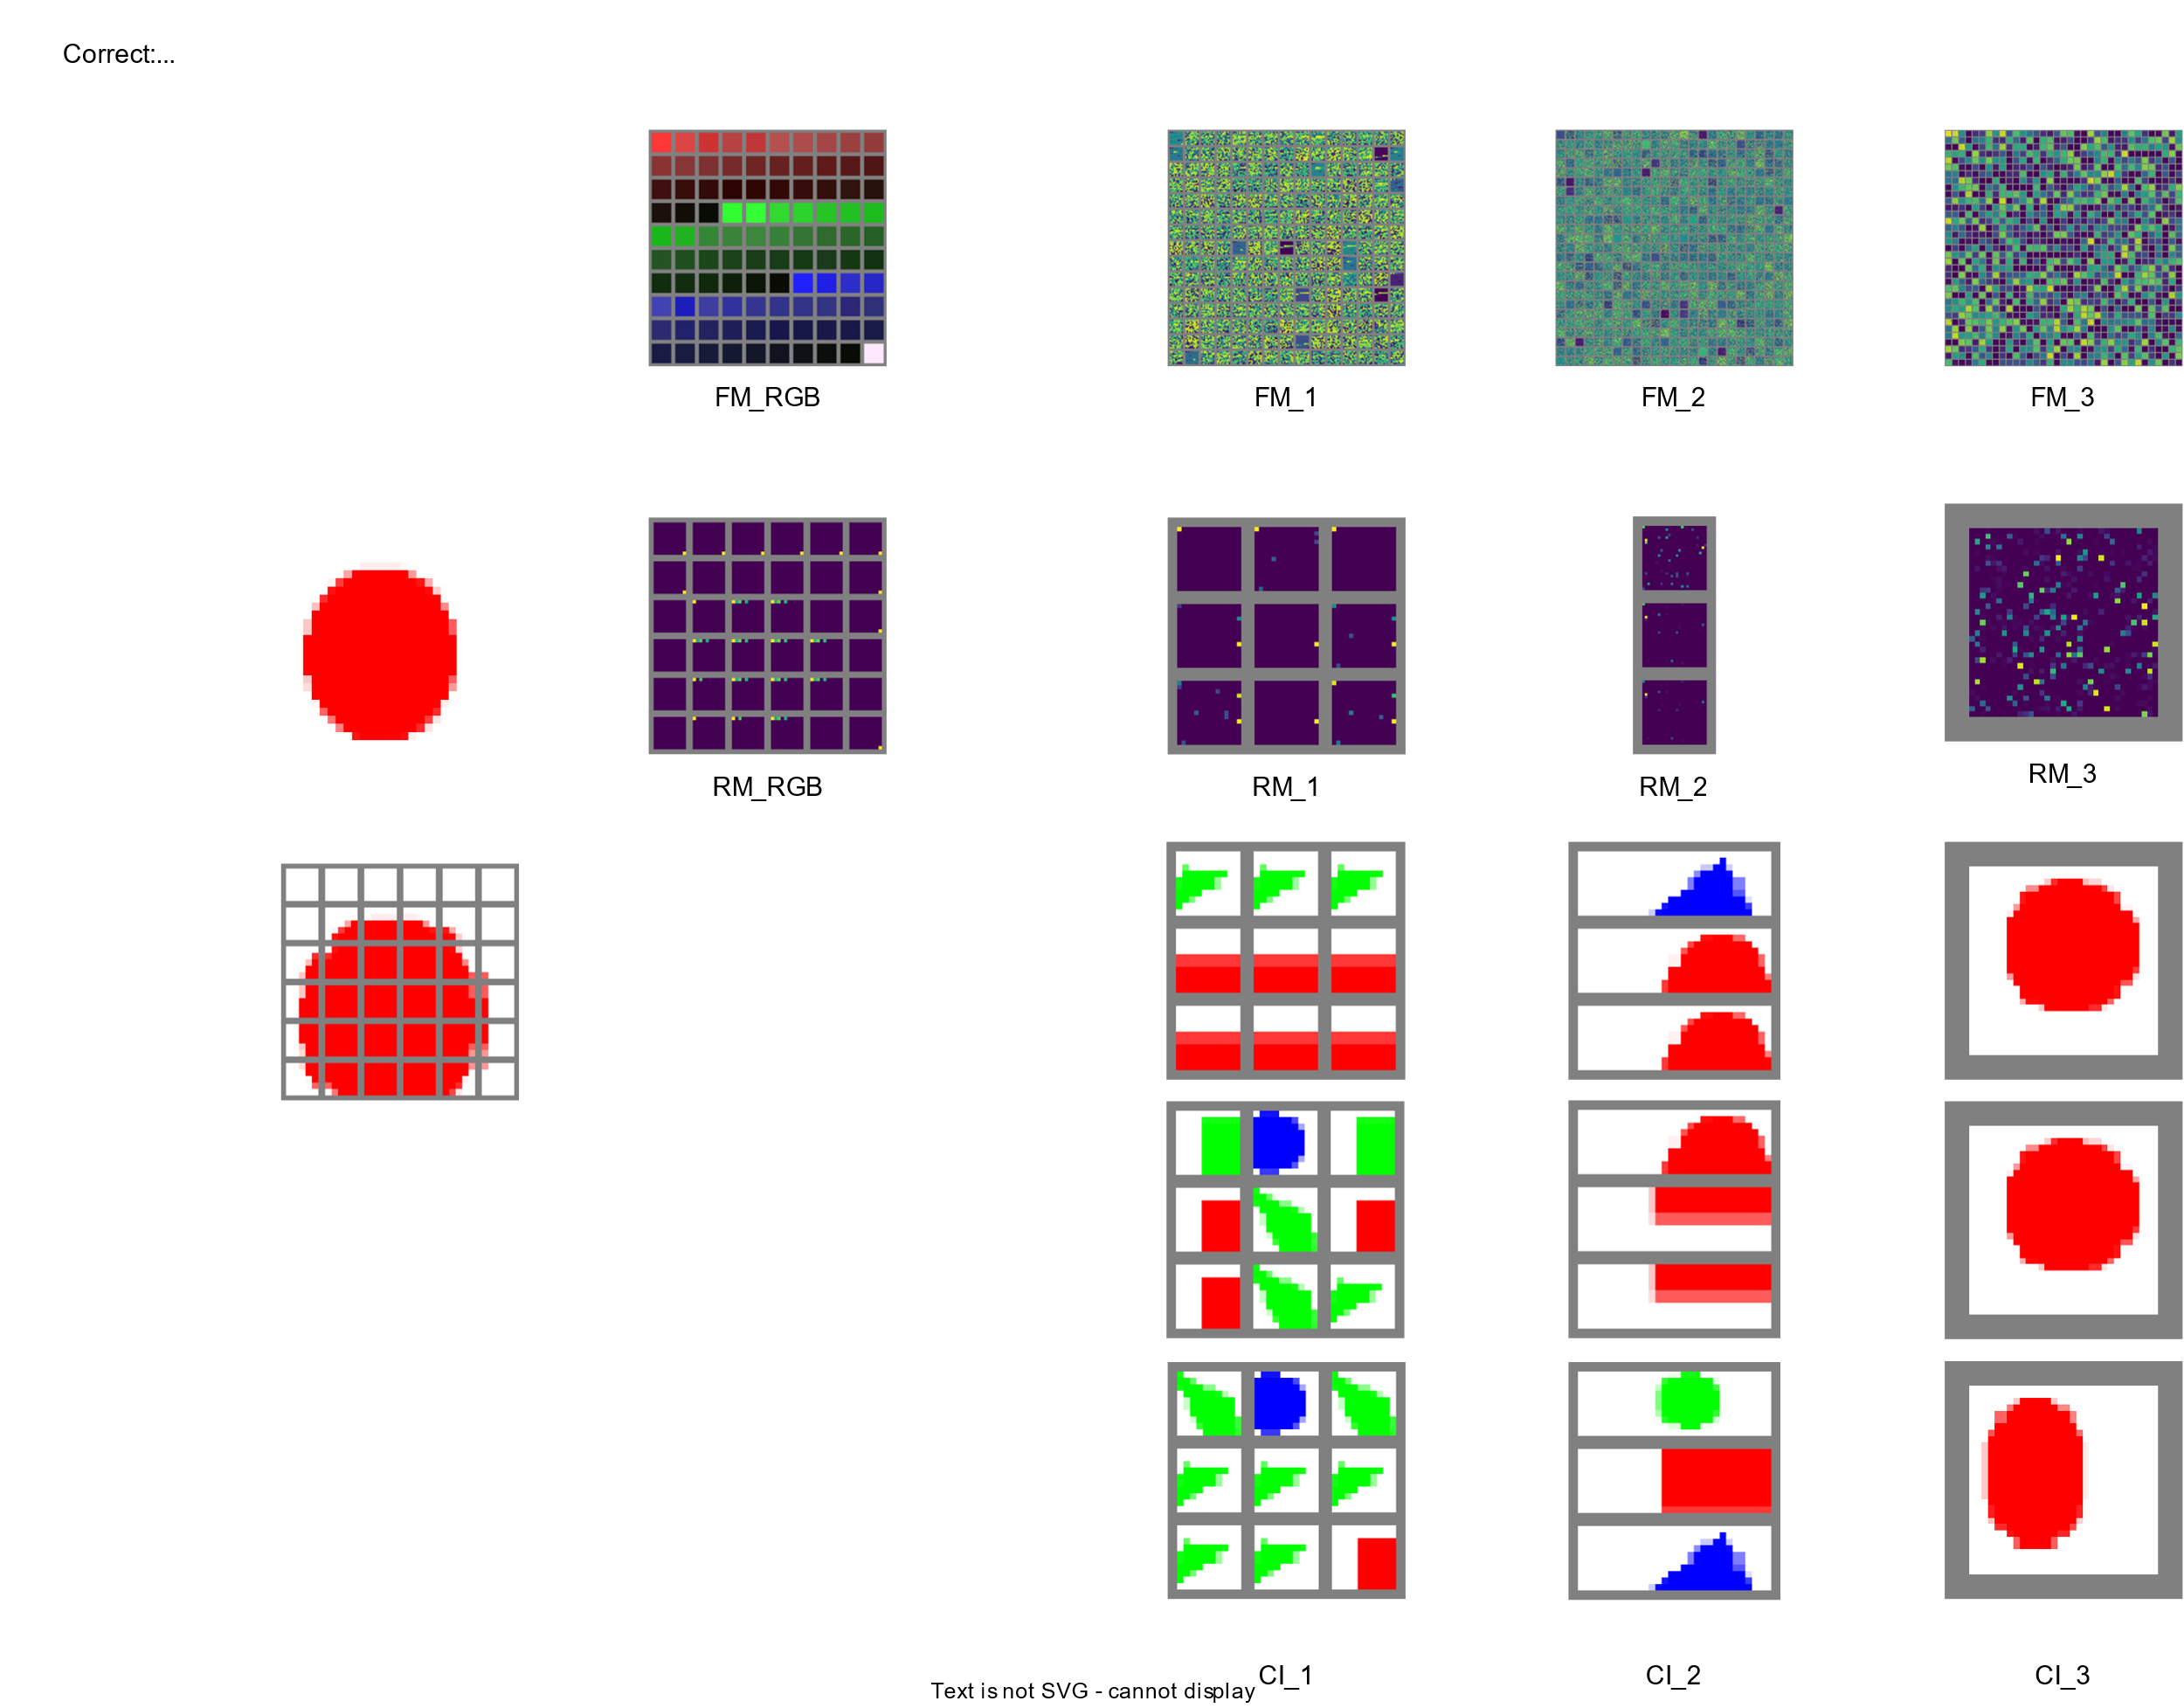 Correct:...
FM_RGB
FM_1
FM_2
FM_3
RM_RGB
RM_1
RM_2
RM_3
CI_1
CI_2
CI_3
Text is not SVG - cannot display